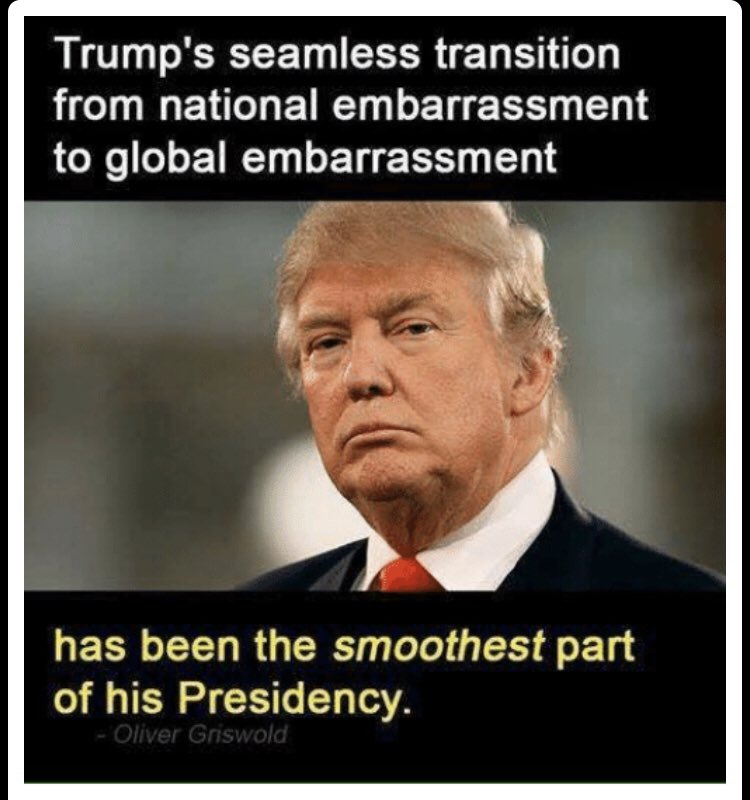 Trump's seamless transition
from national embarrassment
to global embarrassment
has been the smoothest part
of his Presidency.
- Oliver Griswold